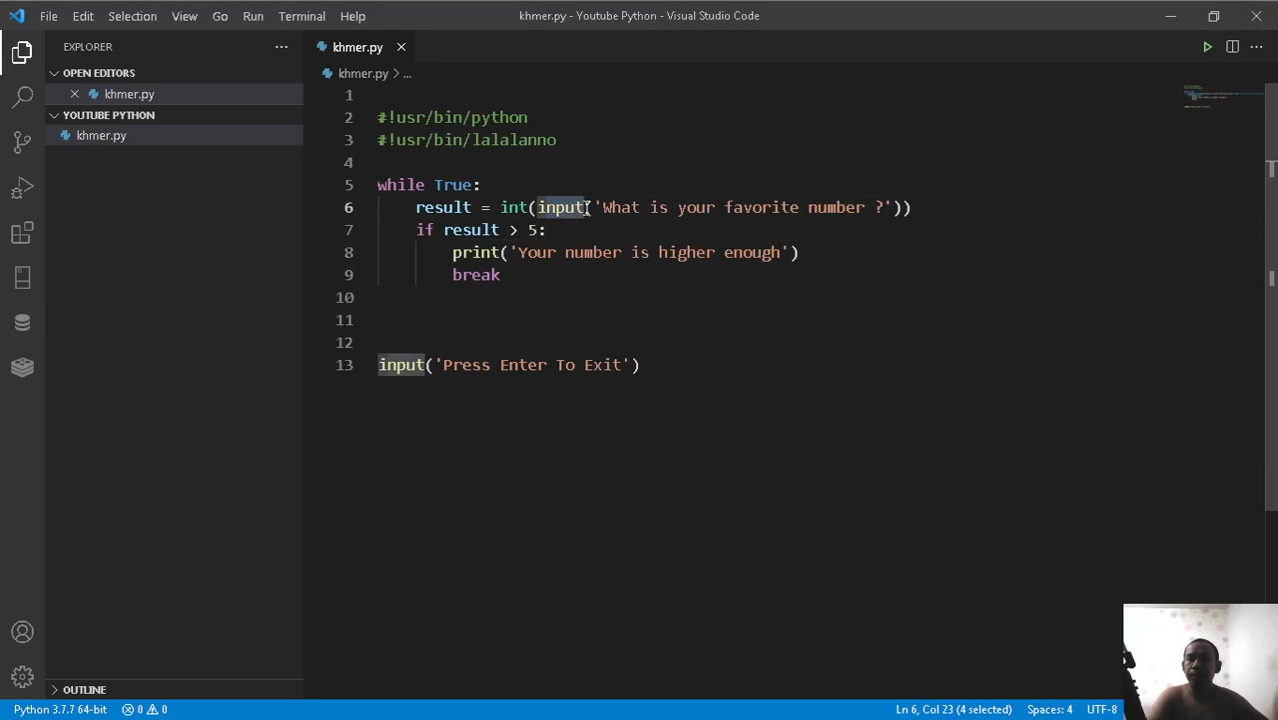 File Edit Selection View Go Run Terminal Help khmer.py - Youtube Python - Visual Studio Code
EXPLORER
OPEN EDITORS
khmer.py
YOUTUBE PYTHON
khmer.py
OUTLINE
khmer.py
khmer.py > ...
1
2 #!usr/bin/python
3 #!usr/bin/lalalanno
4
5 while True:
6 result = int(input('What is your favorite number ?'))
7 if result > 5:
8 print('Your number is higher enough')
9 break
10
11
12
13 input('Press Enter To Exit')
Python 3.7.7 64-bit 0 0 Ln 6, Col 23 (4 selected) Spaces: 4 UTF-8